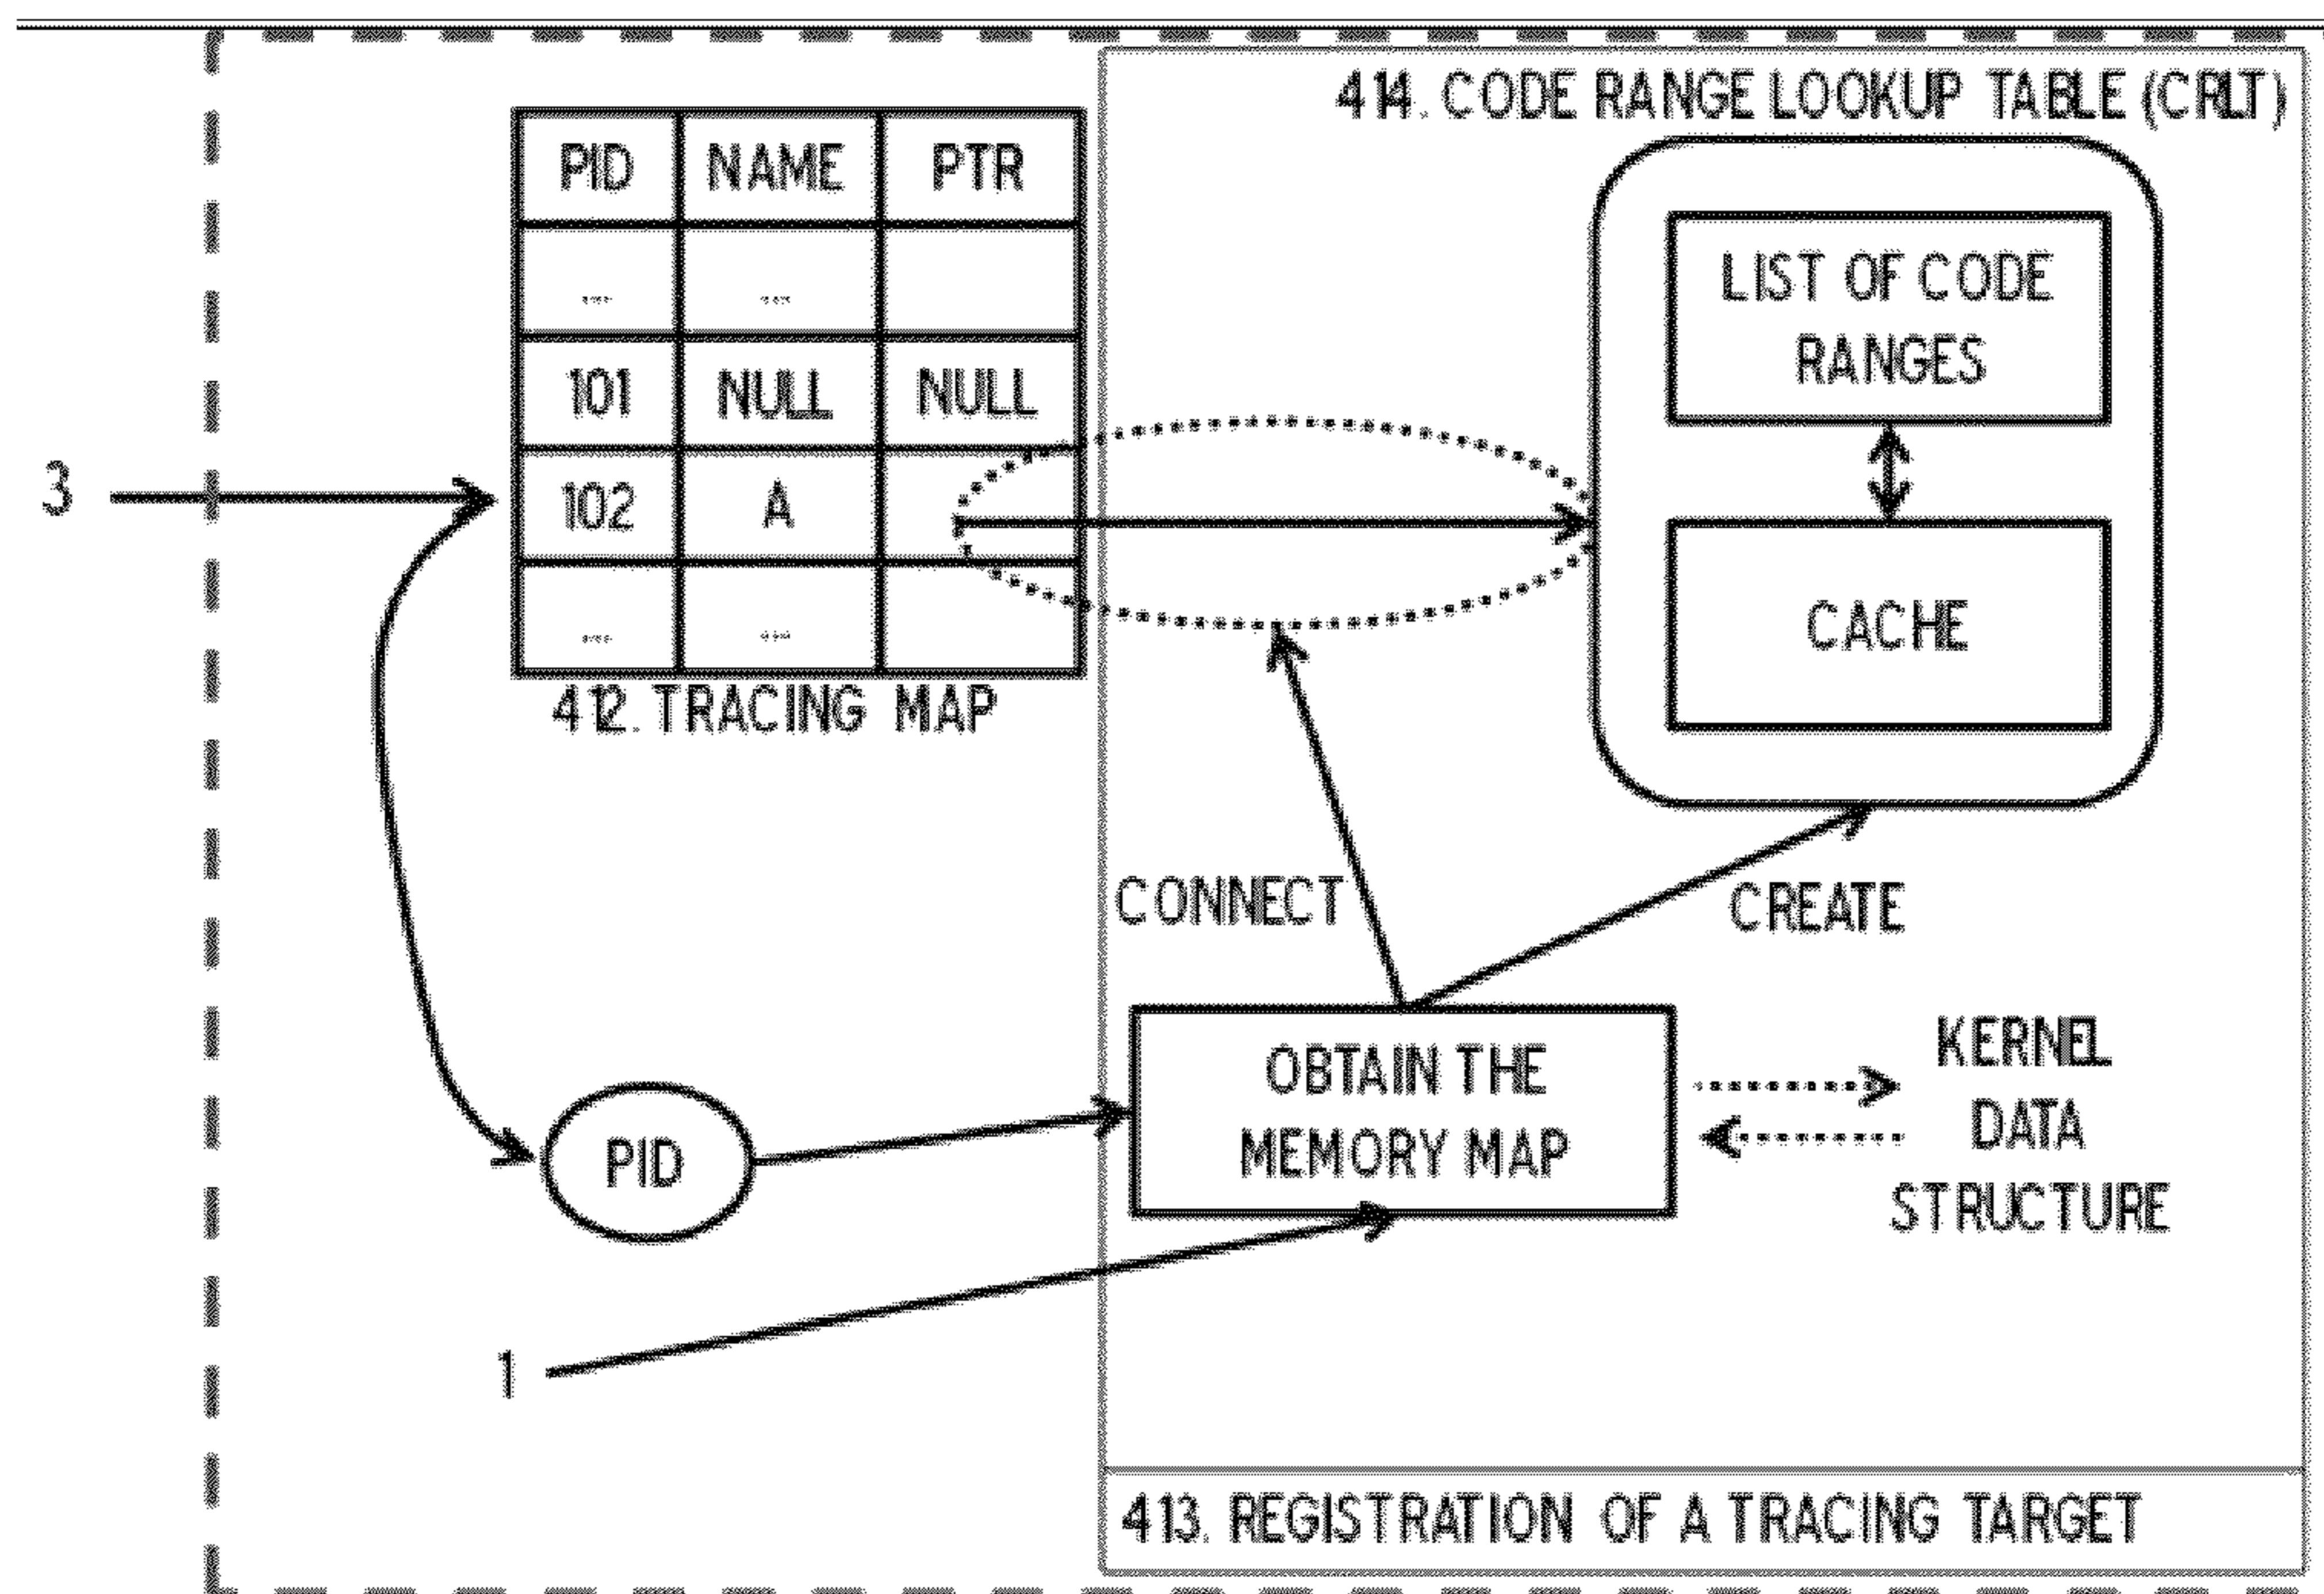 414. CODE RANGE LOOKUP TABLE (CRLT)
PID NAME PTR
... ...
101 NULL NULL
102 A
... ...
412. TRACING MAP
LIST OF CODE
RANGES
CACHE
3
CONNECT
CREATE
OBTAIN THE
MEMORY MAP
KERNEL
DATA
STRUCTURE
PID
1
413. REGISTRATION OF A TRACING TARGET